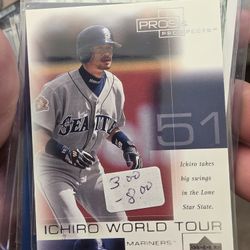 PROS &
PROSPECTS
SEATTLE
51
Ichiro takes
big swings
in the Lone
Star State.
3.00
-8.00
ICHIRO WORLD TOUR
MARINERS